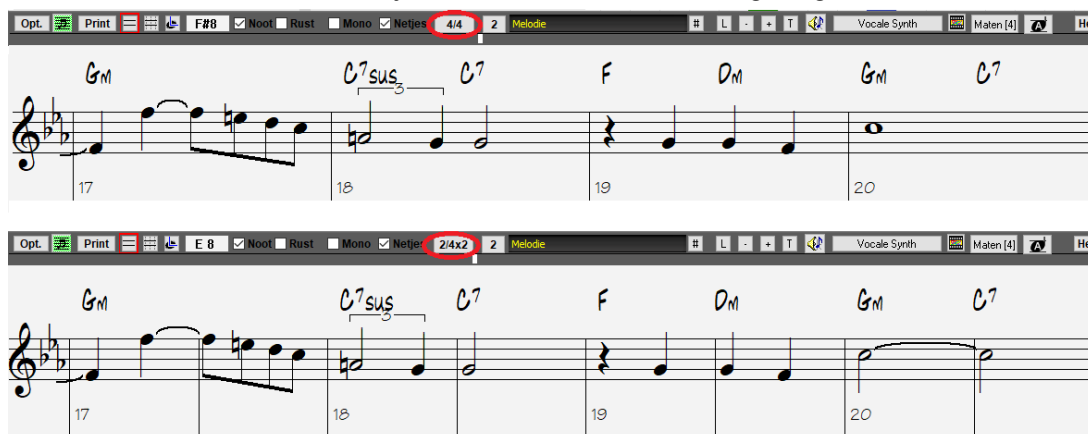 Opt. Print F#8 Noot Rust Mono Netjes 4/4 2 Melodie # L - + T Vocale Synth Maten [4] A He
Gm C7sus C7 F Dm Gm C7
3
17 18 19 20
Opt. Print E 8 Noot Rust Mono Netjes 2/4x2 2 Melodie # L - + T Vocale Synth Maten [4] A He
Gm C7sus C7 F Dm Gm C7
3
17 18 19 20